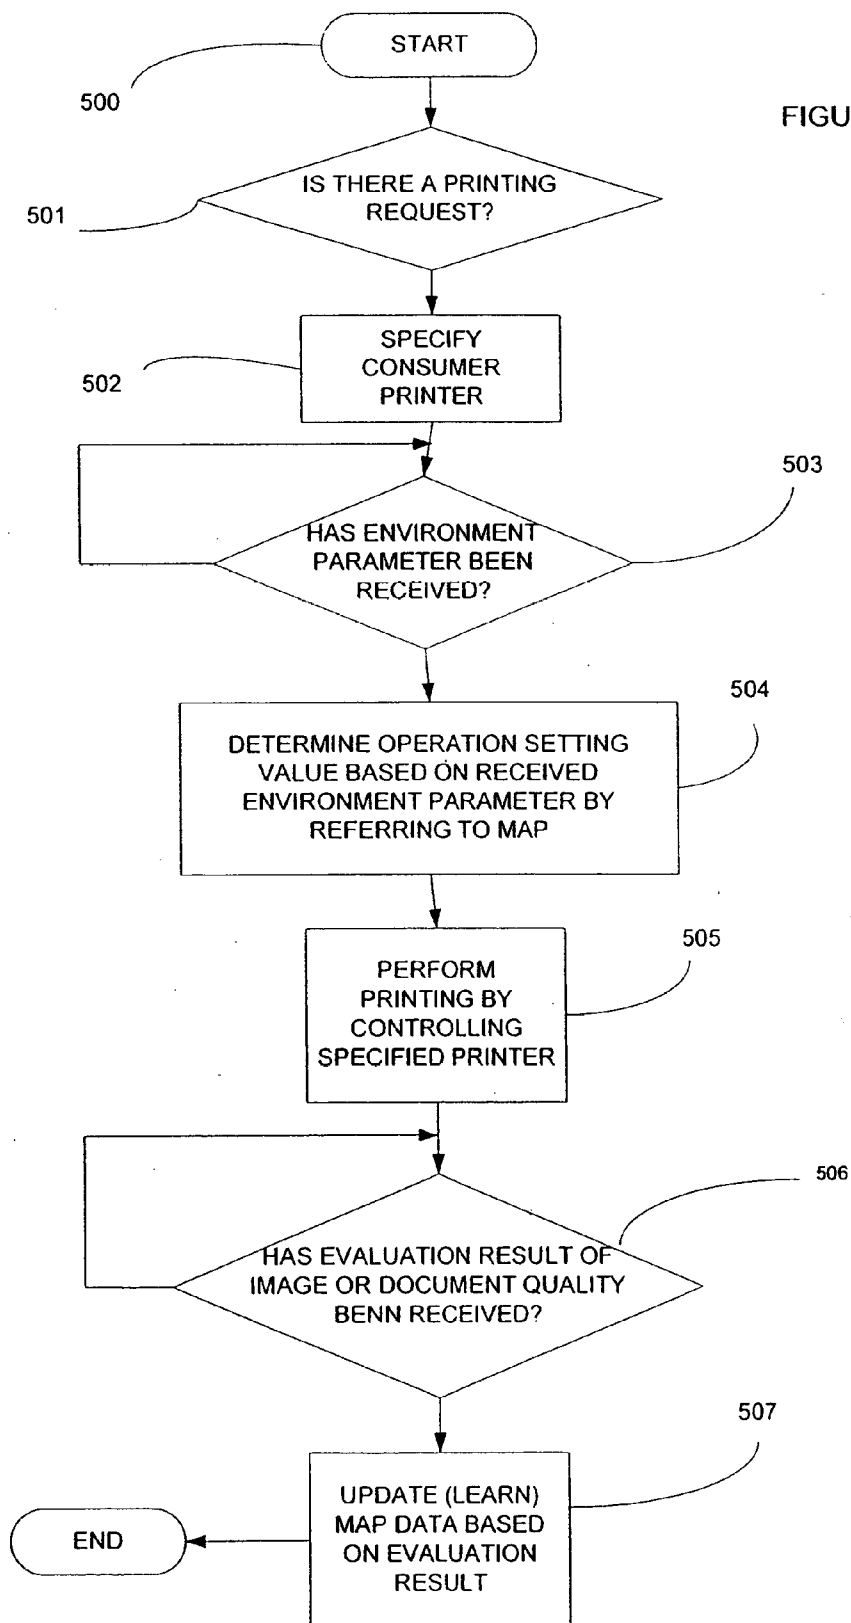 START
500
FIGU
IS THERE A PRINTING
REQUEST?
501
SPECIFY
CONSUMER
PRINTER
502
503
HAS ENVIRONMENT
PARAMETER BEEN
RECEIVED?
504
DETERMINE OPERATION SETTING
VALUE BASED ON RECEIVED
ENVIRONMENT PARAMETER BY
REFERRING TO MAP
505
PERFORM
PRINTING BY
CONTROLLING
SPECIFIED PRINTER
506
HAS EVALUATION RESULT OF
IMAGE OR DOCUMENT QUALITY
BENN RECEIVED?
507
UPDATE (LEARN)
MAP DATA BASED
ON EVALUATION
RESULT
END